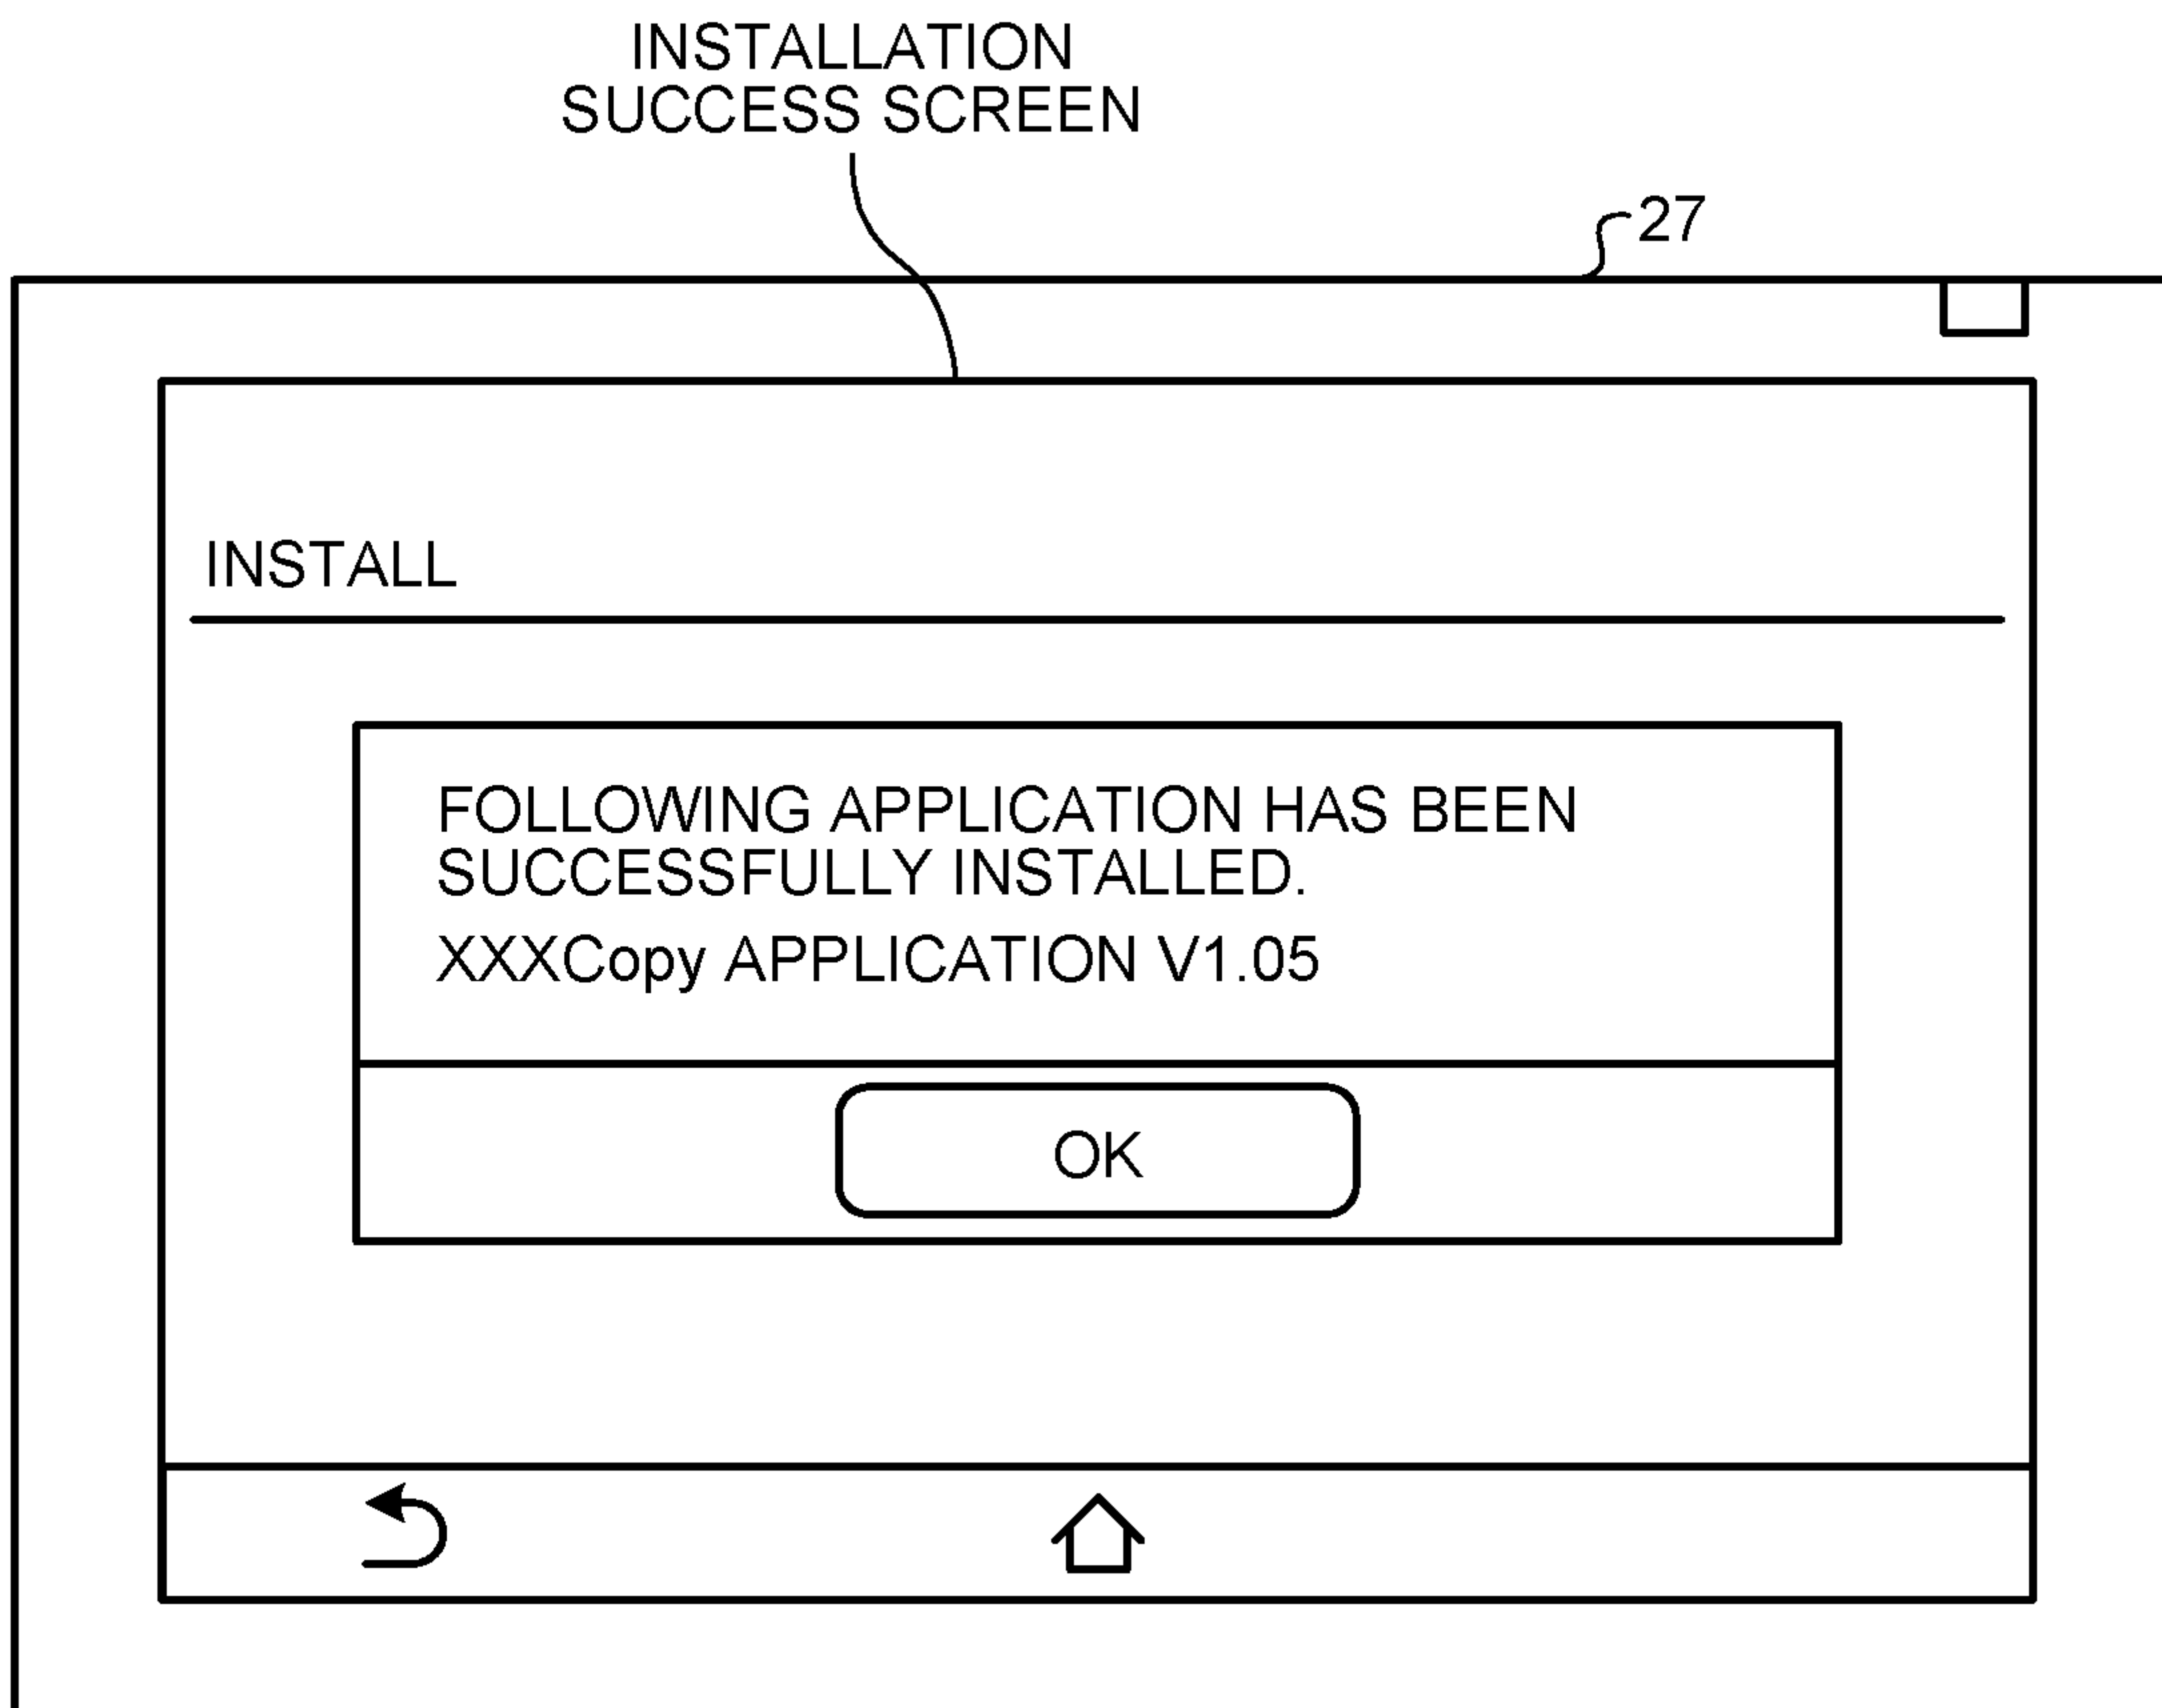 INSTALLATION
SUCCESS SCREEN
27
INSTALL
FOLLOWING APPLICATION HAS BEEN
SUCCESSFULLY INSTALLED.
XXXCopy APPLICATION V1.05
OK